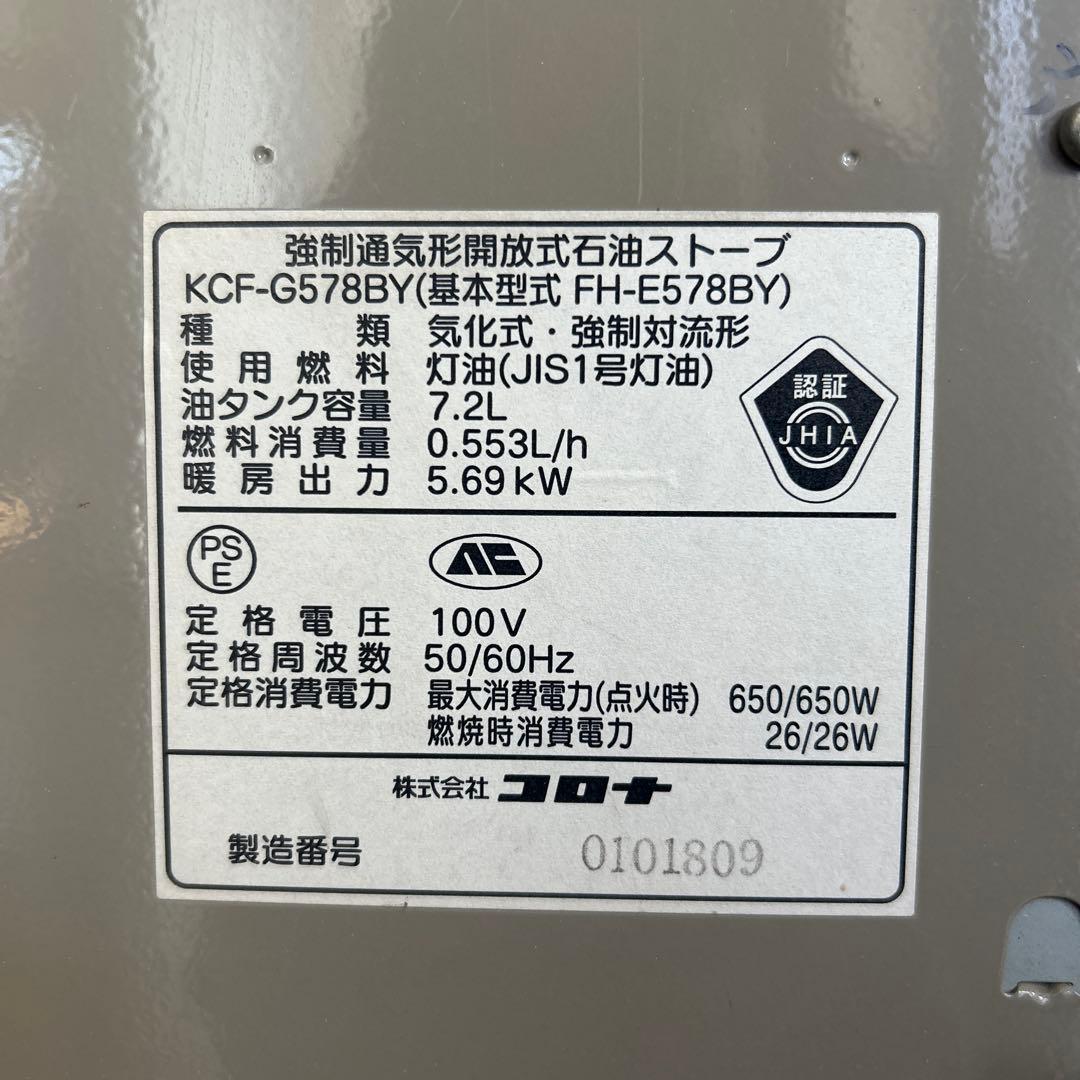 強制通気形開放式石油ストーブ
KCF-G578BY(基本型式 FH-E578BY)
種類 気化式・強制対流形
使用燃料 灯油(JIS1号灯油)
油タンク容量 7.2L
燃料消費量 0.553L/h
暖房出力 5.69kW
認証
JHIA
PS
E
定格電圧 100V
定格周波数 50/60Hz
定格消費電力 最大消費電力(点火時) 650/650W
燃焼時消費電力 26/26W
株式会社 コロナ
製造番号 0101809